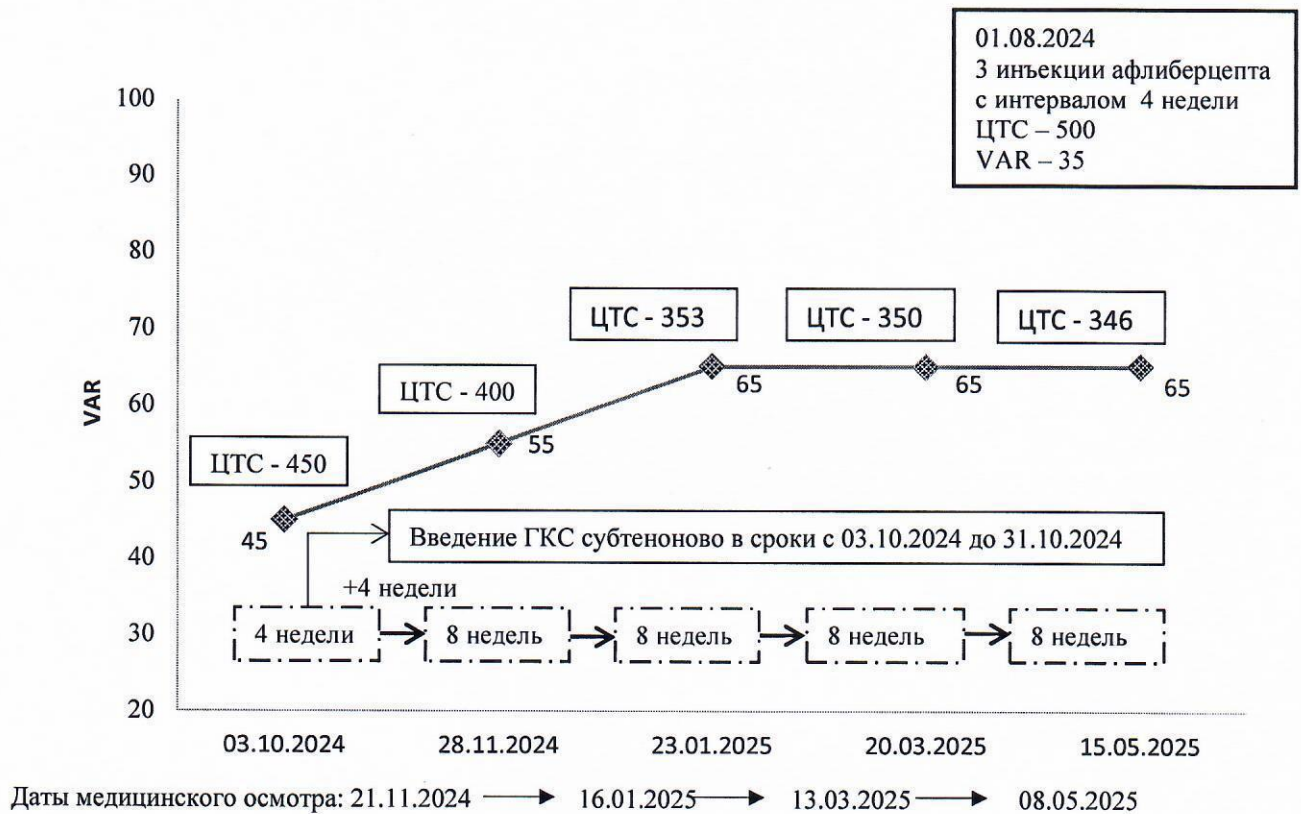 01.08.2024
3 инъекции афлиберцепта
с интервалом 4 недели
ЦТС – 500
VAR – 35
100
90
80
70
60
50
40
30
20
VAR
ЦТС - 353
ЦТС - 350
ЦТС - 346
65
65
65
ЦТС - 400
55
ЦТС - 450
45
Введение ГКС субтеноново в сроки с 03.10.2024 до 31.10.2024
+4 недели
4 недели
8 недель
8 недель
8 недель
8 недель
03.10.2024 28.11.2024 23.01.2025 20.03.2025 15.05.2025
Даты медицинского осмотра: 21.11.2024 → 16.01.2025 → 13.03.2025 → 08.05.2025